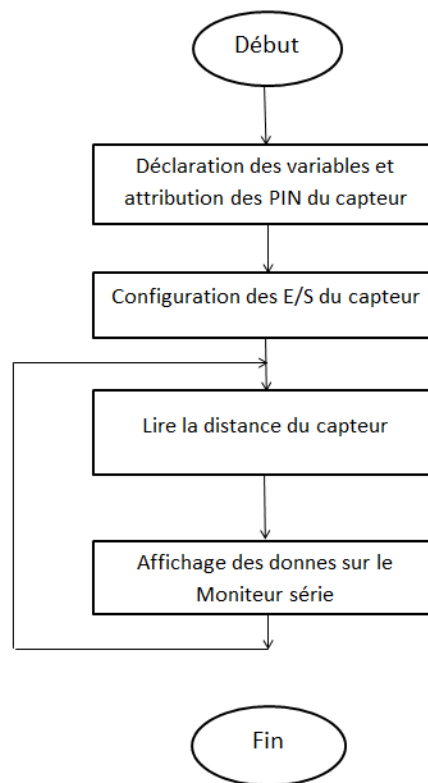 Début
Déclaration des variables et
attribution des PIN du capteur
Configuration des E/S du capteur
Lire la distance du capteur
Affichage des donnes sur le
Moniteur série
Fin